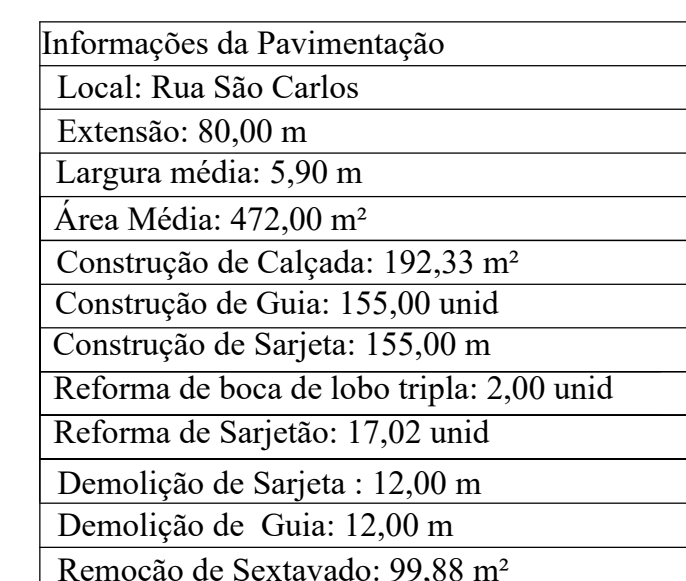 Informações da Pavimentação
Local: Rua São Carlos
Extensão: 80,00 m
Largura média: 5,90 m
Área Média: 472,00 m²
Construção de Calçada: 192,33 m²
Construção de Guia: 155,00 unid
Construção de Sarjeta: 155,00 m
Reforma de boca de lobo tripla: 2,00 unid
Reforma de Sarjetão: 17,02 unid
Demolição de Sarjeta : 12,00 m
Demolição de Guia: 12,00 m
Remoção de Sextavado: 99,88 m²